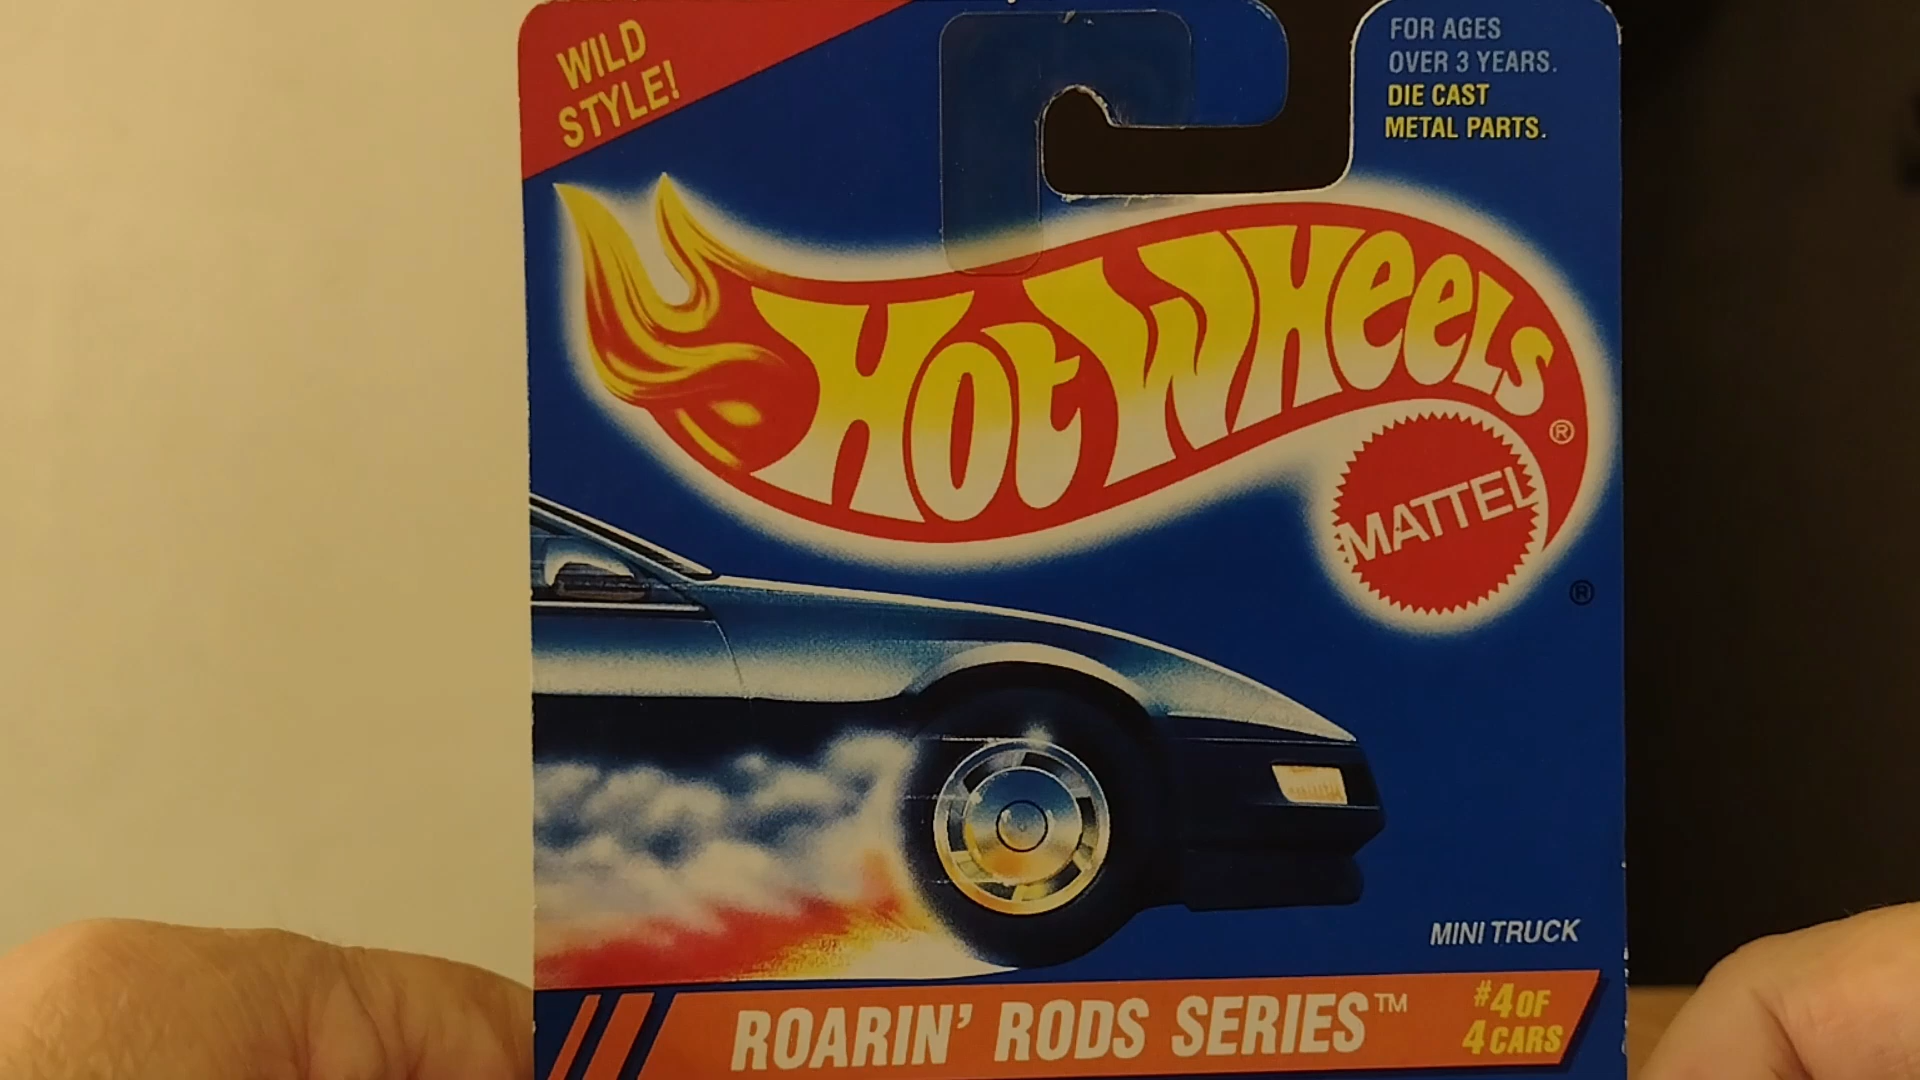 WILD
STYLE!
FOR AGES
OVER 3 YEARS.
DIE CAST
METAL PARTS.
HOT WHEELS ®
MATTEL
®
MINI TRUCK
ROARIN' RODS SERIES™
#4 OF
4 CARS